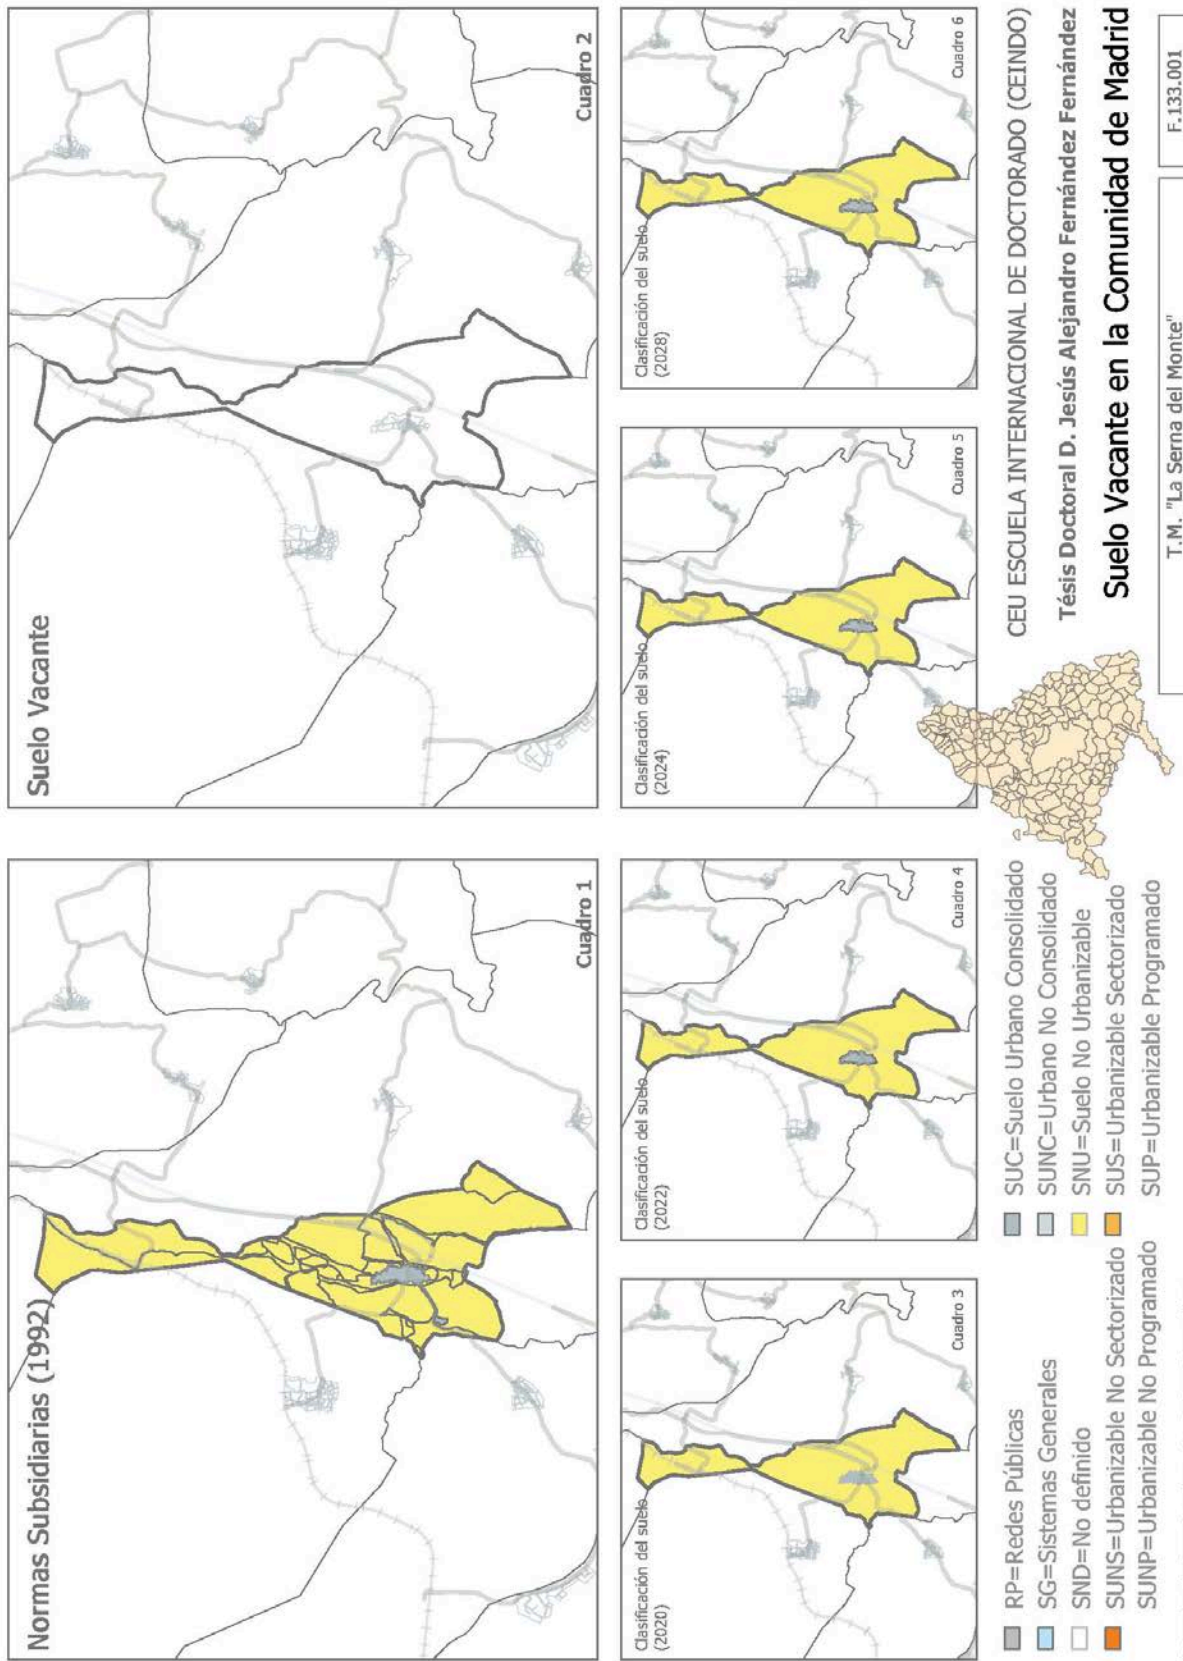 Normas Subsidiarias (1992)
Cuadro 1
Suelo Vacante
Cuadro 2
Clasificación del suelo
(2020)
Cuadro 3
Clasificación del suelo
(2022)
Cuadro 4
Clasificación del suelo
(2024)
Cuadro 5
Clasificación del suelo
(2028)
Cuadro 6
RP=Redes Públicas
SG=Sistemas Generales
SND=No definido
SUNS=Urbanizable No Sectorizado
SUNP=Urbanizable No Programado
SUC=Suelo Urbano Consolidado
SUNC=Urbano No Consolidado
SNU=Suelo No Urbanizable
SUS=Urbanizable Sectorizado
SUP=Urbanizable Programado
CEU ESCUELA INTERNACIONAL DE DOCTORADO (CEINDO)
Tésis Doctoral D. Jesús Alejandro Fernández Fernández
Suelo Vacante en la Comunidad de Madrid
T.M. "La Serna del Monte"
F.133.001